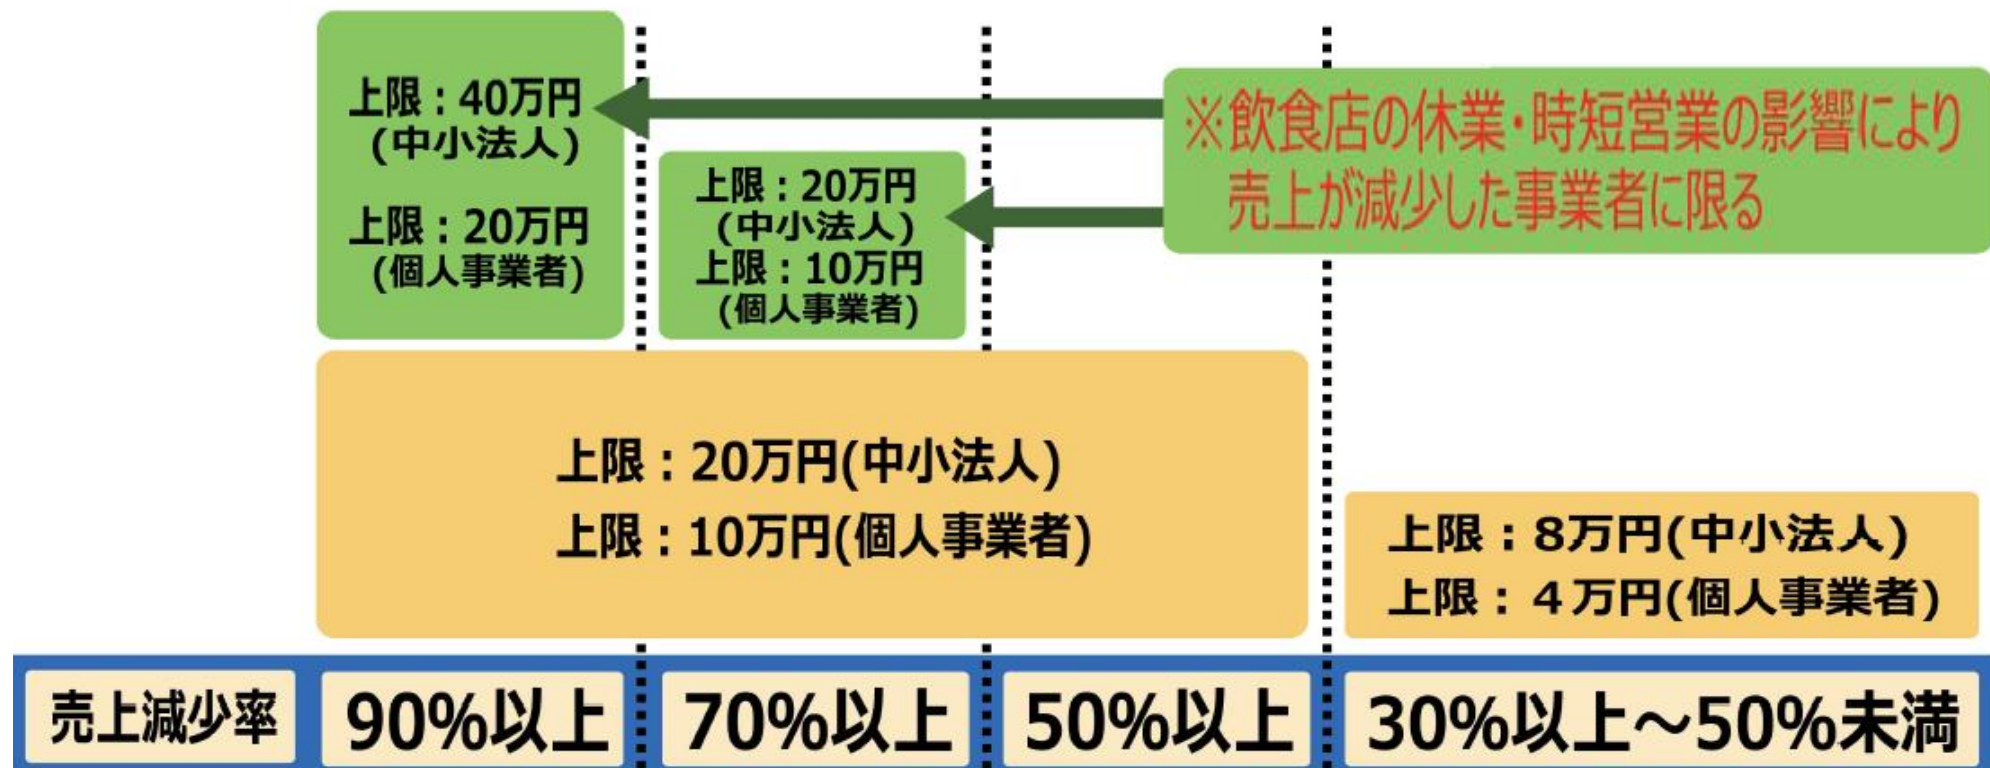 上限：40万円
(中小法人)
上限：20万円
(個人事業者)
上限：20万円
(中小法人)
上限：10万円
(個人事業者)
※飲食店の休業・時短営業の影響により
売上が減少した事業者に限る
上限：20万円(中小法人)
上限：10万円(個人事業者)
上限：8万円(中小法人)
上限：４万円(個人事業者)
売上減少率
90%以上
70%以上
50%以上
30%以上～50%未満